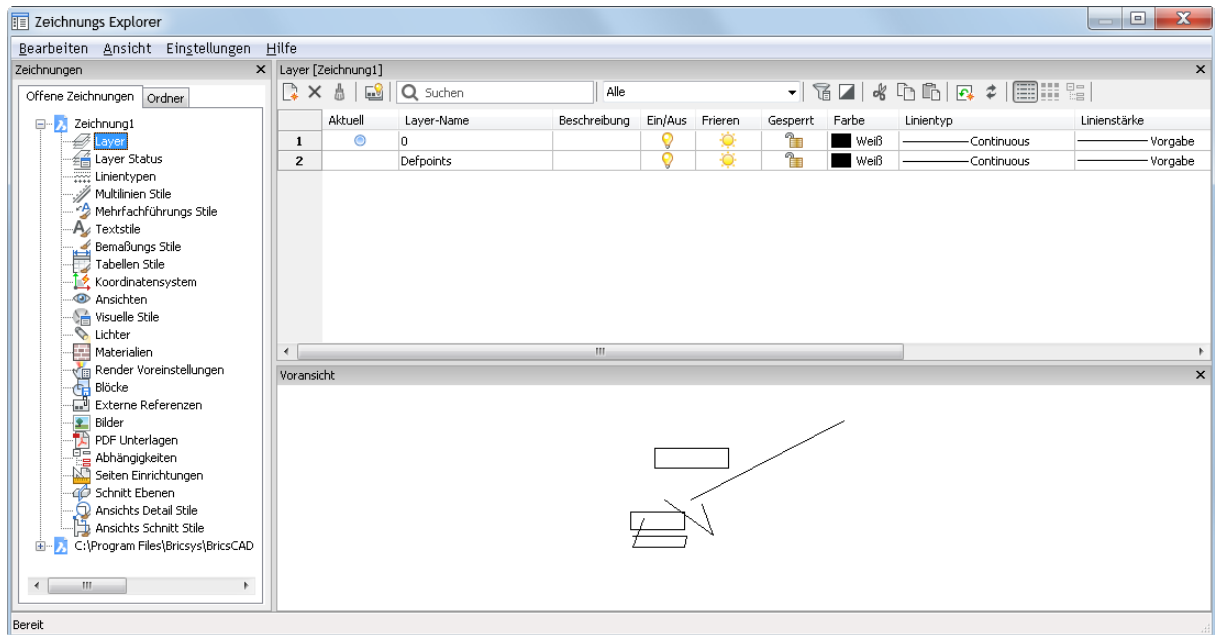 Zeichnungs Explorer
Bearbeiten Ansicht Einstellungen Hilfe
Zeichnungen
Offene Zeichnungen Ordner
Zeichnung1
Layer
Layer Status
Linientypen
Multilinien Stile
Mehrfachführungs Stile
Textstile
Bemaßungs Stile
Tabellen Stile
Koordinatensystem
Ansichten
Visuelle Stile
Lichter
Materialien
Render Voreinstellungen
Blöcke
Externe Referenzen
Bilder
PDF Unterlagen
Abhängigkeiten
Seiten Einrichtungen
Schnitt Ebenen
Ansichts Detail Stile
Ansichts Schnitt Stile
C:\Program Files\Bricsys\BricsCAD
Layer [Zeichnung1]
Suchen Alle
Aktuell Layer-Name Beschreibung Ein/Aus Frieren Gesperrt Farbe Linientyp Linienstärke
1 0 Weiß Continuous Vorgabe
2 Defpoints Weiß Continuous Vorgabe
Voransicht
Bereit